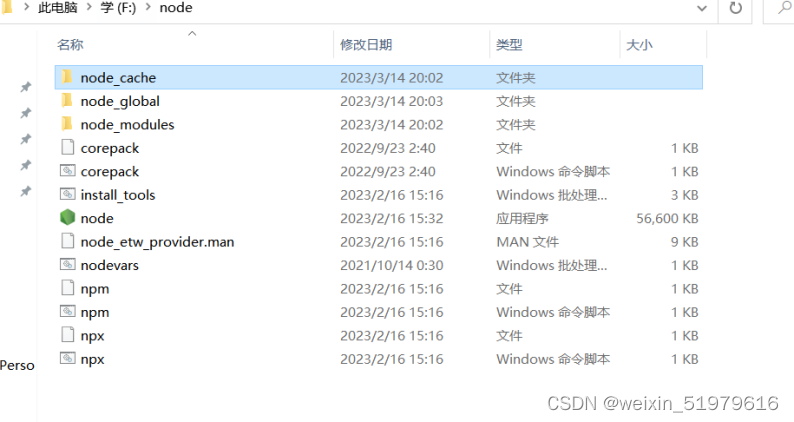 此电脑 > 学 (F:) > node
名称 修改日期 类型 大小
node_cache 2023/3/14 20:02 文件夹
node_global 2023/3/14 20:03 文件夹
node_modules 2023/3/14 20:02 文件夹
corepack 2022/9/23 2:40 文件 1 KB
corepack 2022/9/23 2:40 Windows 命令脚本 1 KB
install_tools 2023/2/16 15:16 Windows 批处理... 3 KB
node 2023/2/16 15:32 应用程序 56,600 KB
node_etw_provider.man 2023/2/16 15:16 MAN 文件 9 KB
nodevars 2021/10/14 0:30 Windows 批处理... 1 KB
npm 2023/2/16 15:16 文件 1 KB
npm 2023/2/16 15:16 Windows 命令脚本 1 KB
npx 2023/2/16 15:16 文件 1 KB
npx 2023/2/16 15:16 Windows 命令脚本 1 KB
Perso
CSDN @weixin_51979616